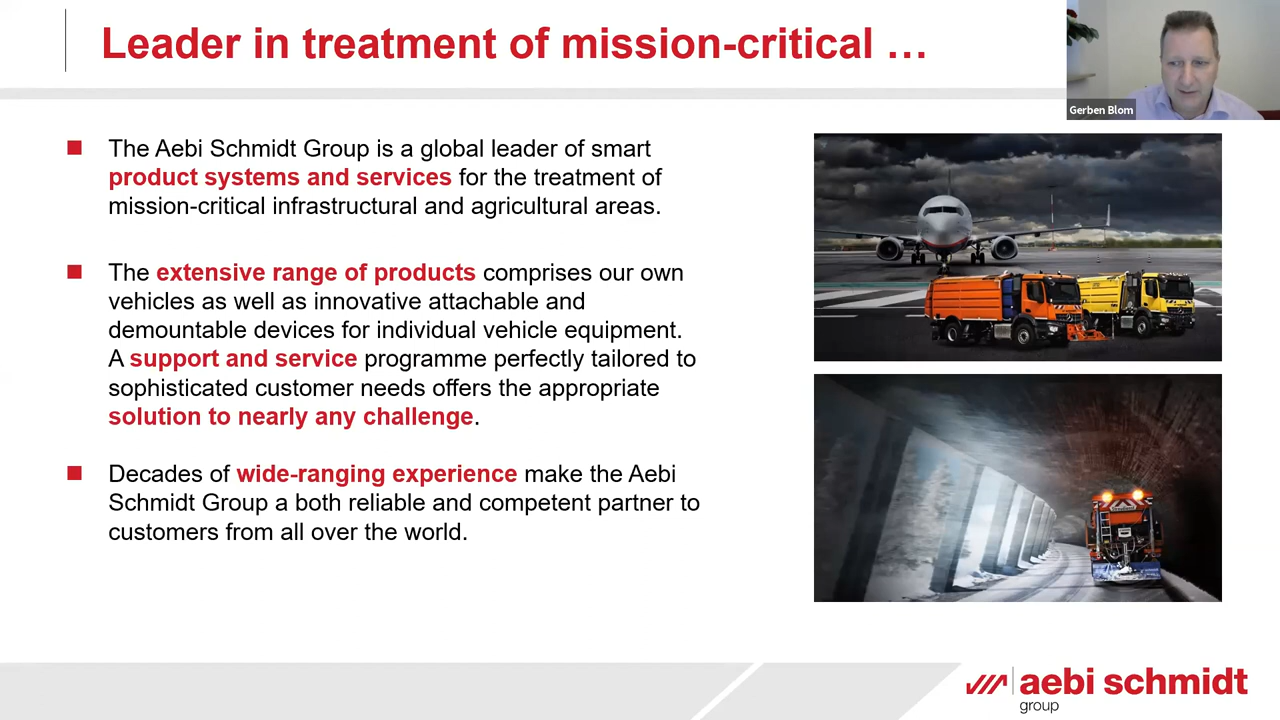 Leader in treatment of mission-critical …
Gerben Blom
The Aebi Schmidt Group is a global leader of smart
product systems and services for the treatment of
mission-critical infrastructural and agricultural areas.
The extensive range of products comprises our own
vehicles as well as innovative attachable and
demountable devices for individual vehicle equipment.
A support and service programme perfectly tailored to
sophisticated customer needs offers the appropriate
solution to nearly any challenge.
Decades of wide-ranging experience make the Aebi
Schmidt Group a both reliable and competent partner to
customers from all over the world.
aebi schmidt
group